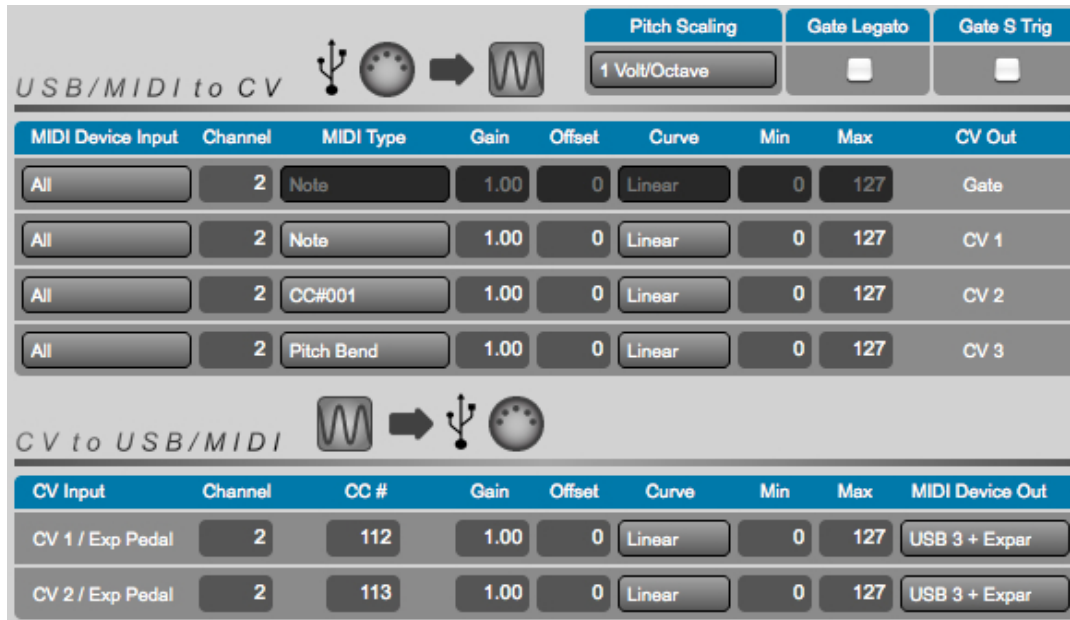 Pitch Scaling Gate Legato Gate S Trig
1 Volt/Octave
USB/MIDI to CV
MIDI Device Input Channel MIDI Type Gain Offset Curve Min Max CV Out
All 2 Note 1.00 0 Linear 0 127 Gate
All 2 Note 1.00 0 Linear 0 127 CV 1
All 2 CC#001 1.00 0 Linear 0 127 CV 2
All 2 Pitch Bend 1.00 0 Linear 0 127 CV 3
CV to USB/MIDI
CV Input Channel CC # Gain Offset Curve Min Max MIDI Device Out
CV 1 / Exp Pedal 2 112 1.00 0 Linear 0 127 USB 3 + Expar
CV 2 / Exp Pedal 2 113 1.00 0 Linear 0 127 USB 3 + Expar